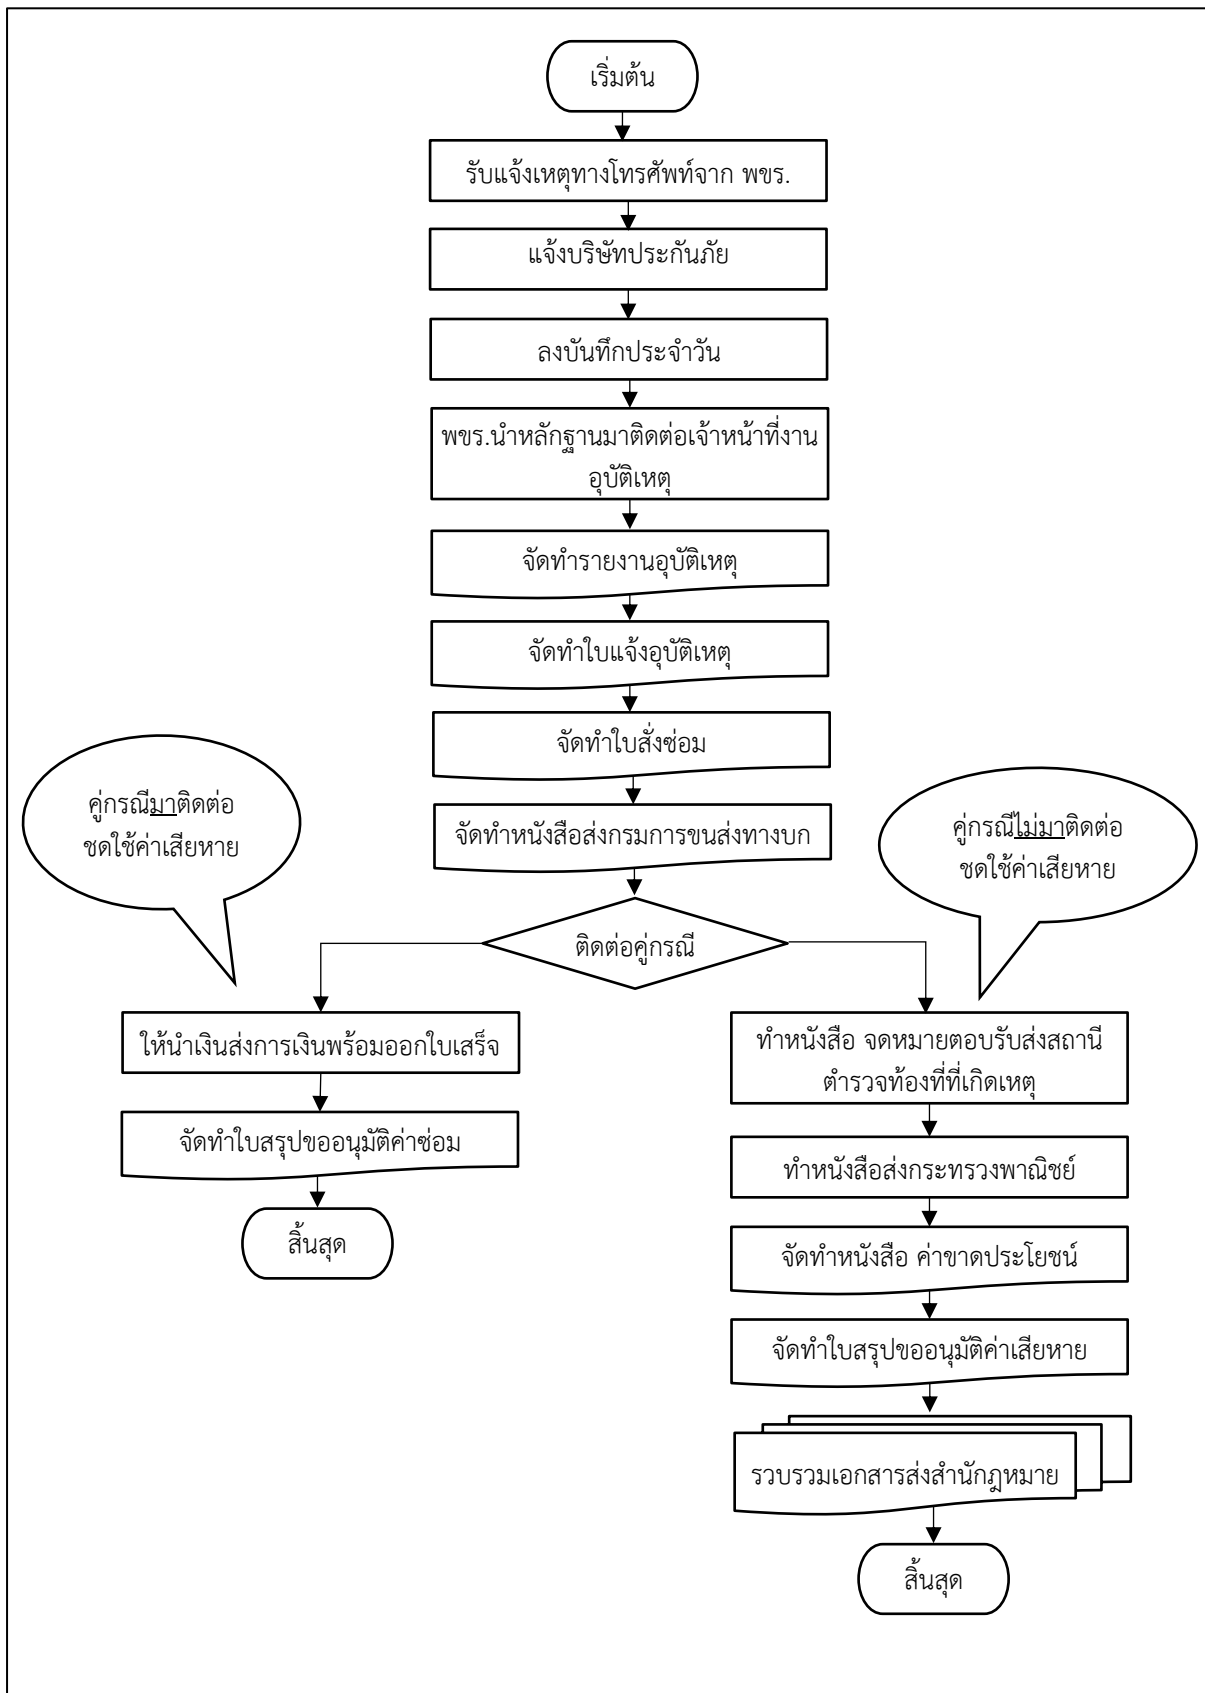 เริ่มต้น
รับแจ้งเหตุทางโทรศัพท์จาก พขร.
แจ้งบริษัทประกันภัย
ลงบันทึกประจำวัน
พขร.นำหลักฐานมาติดต่อเจ้าหน้าที่งาน
อุบัติเหตุ
จัดทำรายงานอุบัติเหตุ
จัดทำใบแจ้งอุบัติเหตุ
จัดทำใบสั่งซ่อม
จัดทำหนังสือส่งกรมการขนส่งทางบก
ติดต่อคู่กรณี
คู่กรณีมาติดต่อ
ชดใช้ค่าเสียหาย
ให้นำเงินส่งการเงินพร้อมออกใบเสร็จ
จัดทำใบสรุปขออนุมัติค่าซ่อม
สิ้นสุด
คู่กรณีไม่มาติดต่อ
ชดใช้ค่าเสียหาย
ทำหนังสือ จดหมายตอบรับส่งสถานี
ตำรวจท้องที่ที่เกิดเหตุ
ทำหนังสือส่งกระทรวงพาณิชย์
จัดทำหนังสือ ค่าขาดประโยชน์
จัดทำใบสรุปขออนุมัติค่าเสียหาย
รวบรวมเอกสารส่งสำนักกฎหมาย
สิ้นสุด